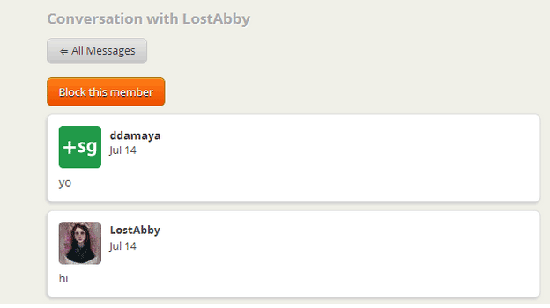 Conversation with LostAbby
⇐ All Messages
Block this member
+sg
ddamaya
Jul 14
yo
LostAbby
Jul 14
hi